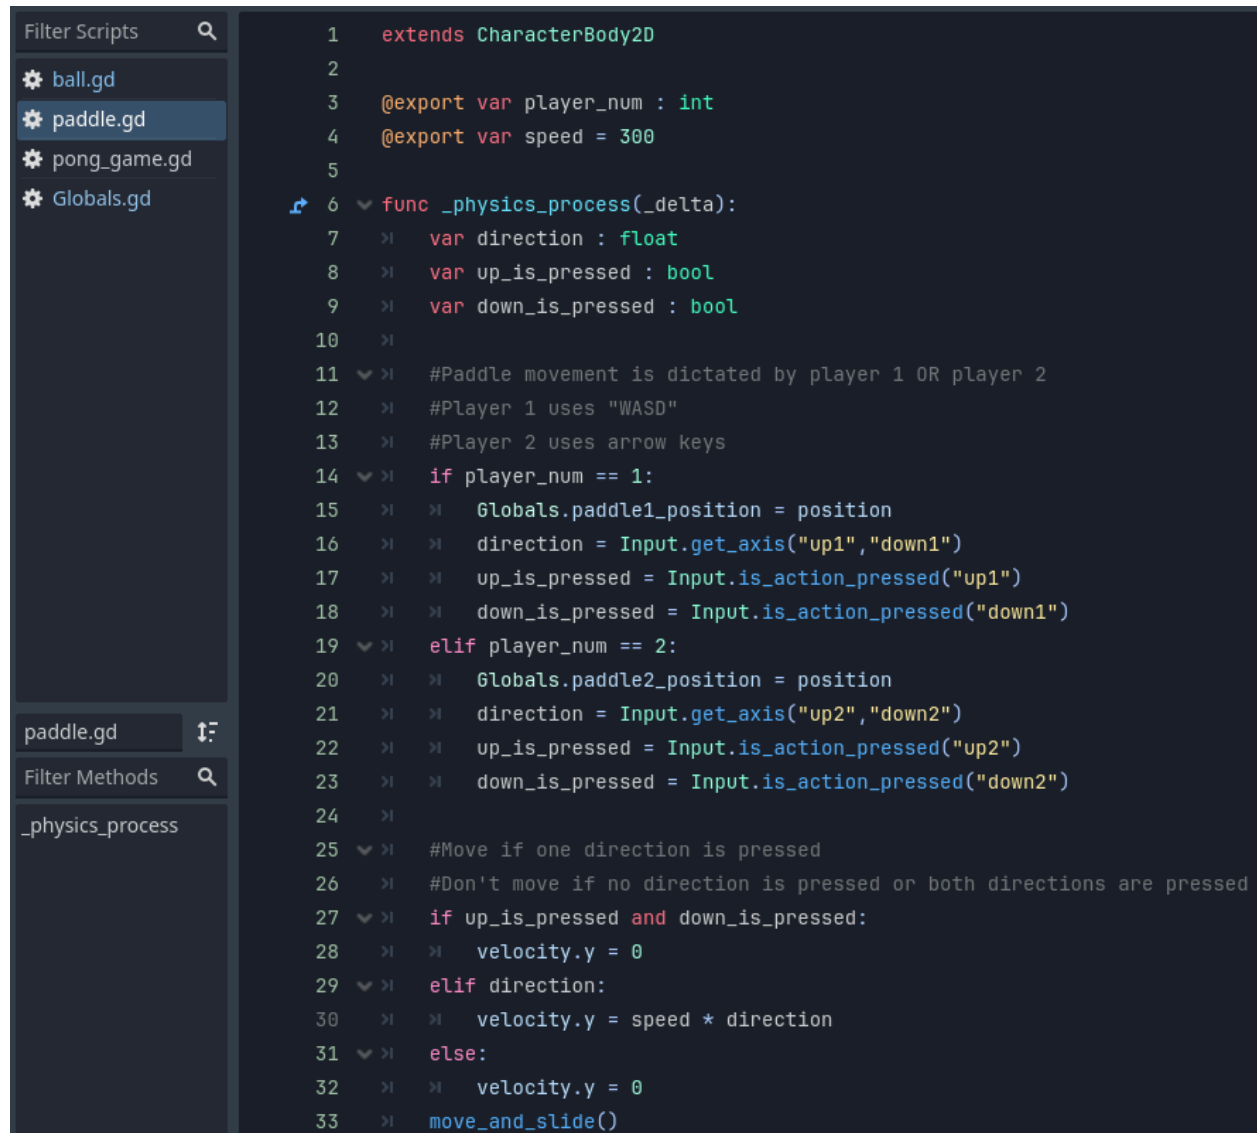 Filter Scripts
ball.gd
paddle.gd
pong_game.gd
Globals.gd
paddle.gd
Filter Methods
_physics_process
1 extends CharacterBody2D
2
3 @export var player_num : int
4 @export var speed = 300
5
6 func _physics_process(_delta):
7 var direction : float
8 var up_is_pressed : bool
9 var down_is_pressed : bool
10
11 #Paddle movement is dictated by player 1 OR player 2
12 #Player 1 uses "WASD"
13 #Player 2 uses arrow keys
14 if player_num == 1:
15 Globals.paddle1_position = position
16 direction = Input.get_axis("up1","down1")
17 up_is_pressed = Input.is_action_pressed("up1")
18 down_is_pressed = Input.is_action_pressed("down1")
19 elif player_num == 2:
20 Globals.paddle2_position = position
21 direction = Input.get_axis("up2","down2")
22 up_is_pressed = Input.is_action_pressed("up2")
23 down_is_pressed = Input.is_action_pressed("down2")
24
25 #Move if one direction is pressed
26 #Don't move if no direction is pressed or both directions are pressed
27 if up_is_pressed and down_is_pressed:
28 velocity.y = 0
29 elif direction:
30 velocity.y = speed * direction
31 else:
32 velocity.y = 0
33 move_and_slide()